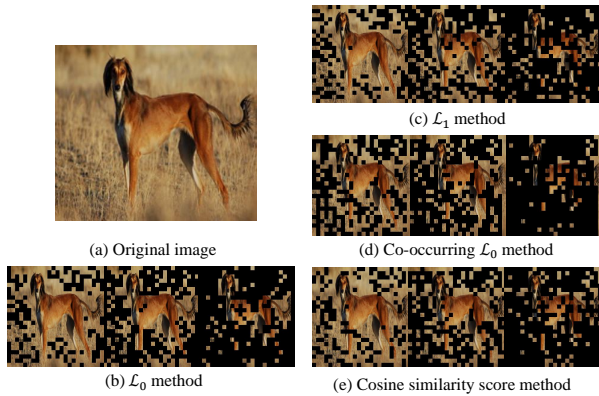 (a) Original image
(b) ℒ₀ method
(c) ℒ₁ method
(d) Co-occurring ℒ₀ method
(e) Cosine similarity score method